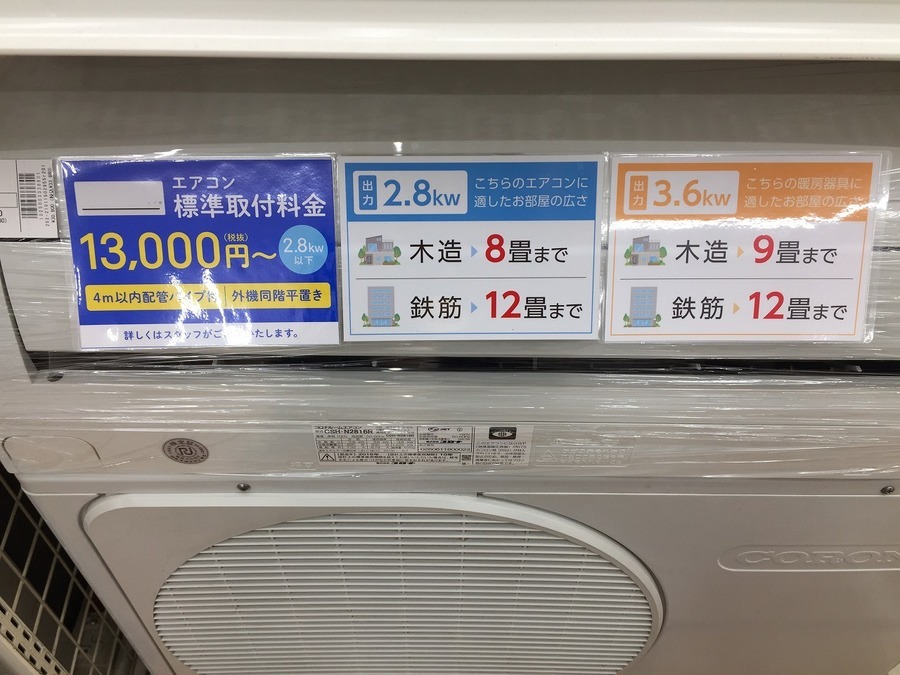 エアコン
標準取付料金
13,000円〜
(税抜)
2.8kw
以下
4m以内配管パイプ付
外機同階平置き
詳しくはスタッフがご いたします。
出力
2.8kw
こちらのエアコンに
適したお部屋の広さ
木造 8畳まで
鉄筋 12畳まで
出力
3.6kw
こちらの暖房器具に
適したお部屋の広さ
木造 9畳まで
鉄筋 12畳まで
CSH-N2816R
CORON